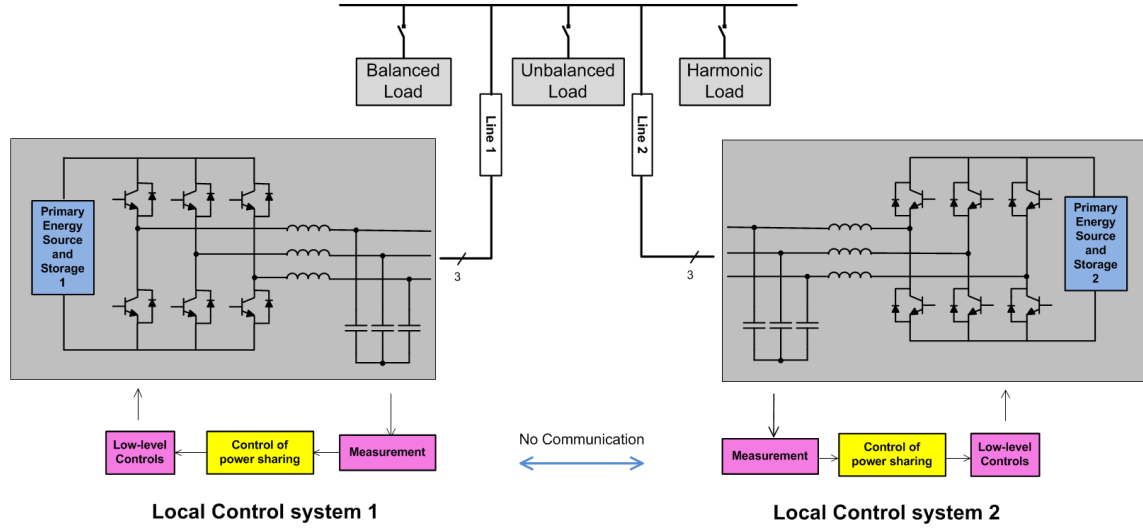 Balanced
Load
Unbalanced
Load
Harmonic
Load
Line 1
Line 2
Primary
Energy
Source
and
Storage
1
3
3
Primary
Energy
Source
and
Storage
2
Low-level
Controls
Control of
power sharing
Measurement
No Communication
Measurement
Control of
power sharing
Low-level
Controls
Local Control system 1
Local Control system 2